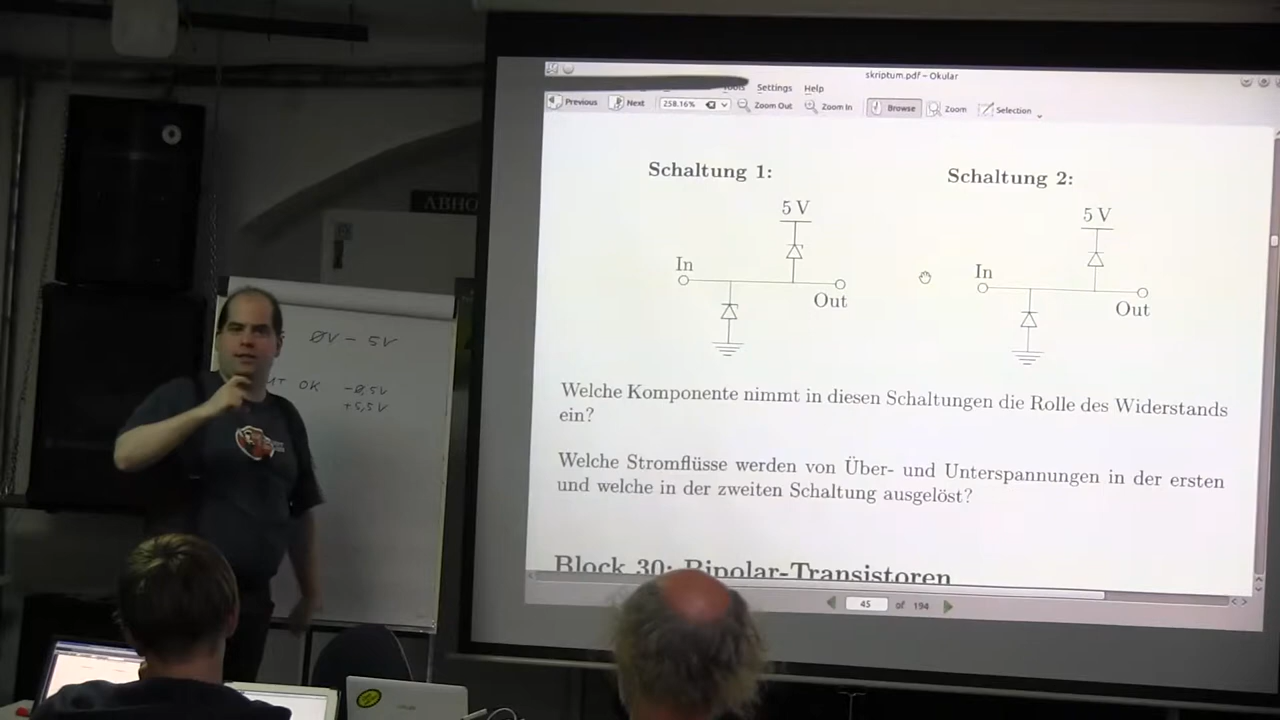 skriptum.pdf – Okular
Settings Help
Previous Next 258.16% Zoom Out Zoom In Browse Zoom Selection
Schaltung 1:
5 V
In
Out
Schaltung 2:
5 V
In
Out
Welche Komponente nimmt in diesen Schaltungen die Rolle des Widerstands
ein?
Welche Stromflüsse werden von Über- und Unterspannungen in der ersten
und welche in der zweiten Schaltung ausgelöst?
Block 30: Bipolar-Transistoren
45 of 194
ABHO
0V – 5V
OK -0,5V
+5,5V